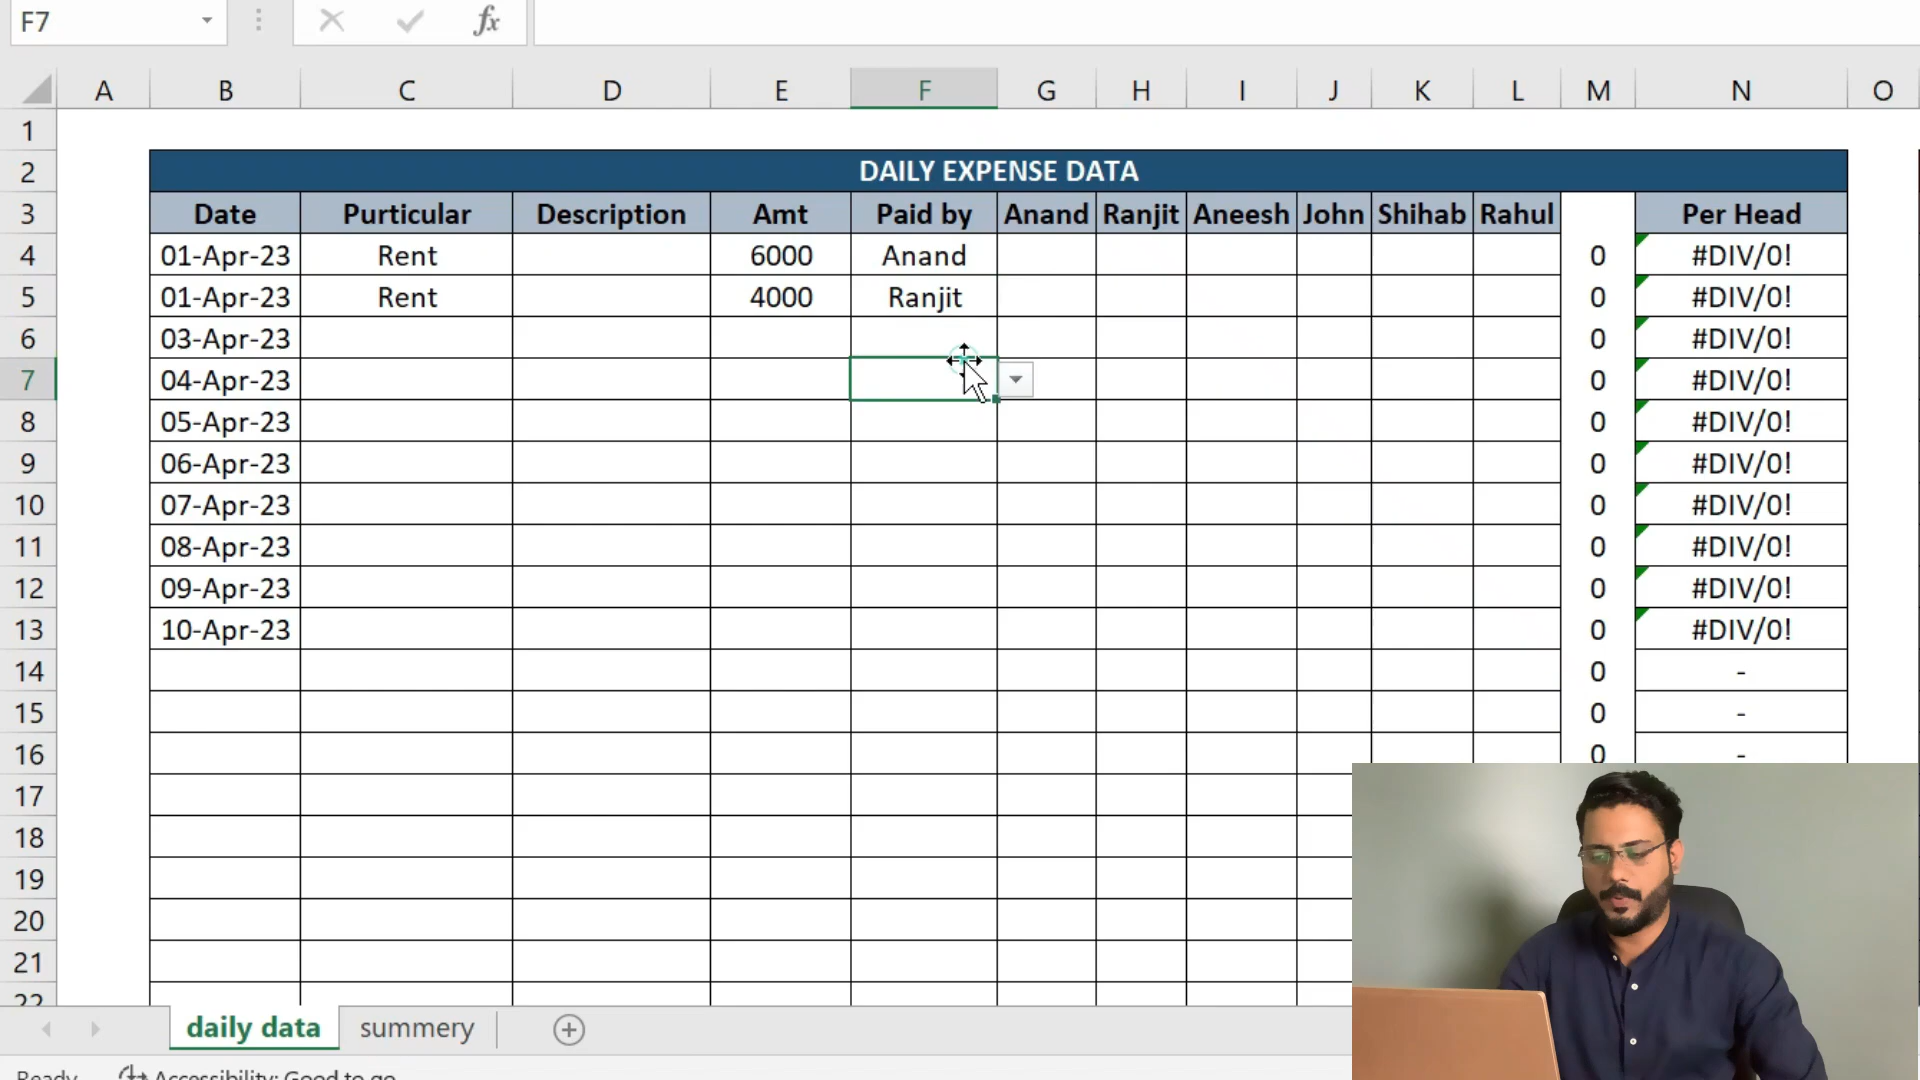 F7
fx
A B C D E F G H I J K L M N O
1
2 DAILY EXPENSE DATA
3 Date Purticular Description Amt Paid by Anand Ranjit Aneesh John Shihab Rahul Per Head
4 01-Apr-23 Rent 6000 Anand 0 #DIV/0!
5 01-Apr-23 Rent 4000 Ranjit 0 #DIV/0!
6 03-Apr-23 0 #DIV/0!
7 04-Apr-23 0 #DIV/0!
8 05-Apr-23 0 #DIV/0!
9 06-Apr-23 0 #DIV/0!
10 07-Apr-23 0 #DIV/0!
11 08-Apr-23 0 #DIV/0!
12 09-Apr-23 0 #DIV/0!
13 10-Apr-23 0 #DIV/0!
14 0 -
15 0 -
16 0 -
17
18
19
20
21
22
daily data summery
Ready Accessibility: Good to go